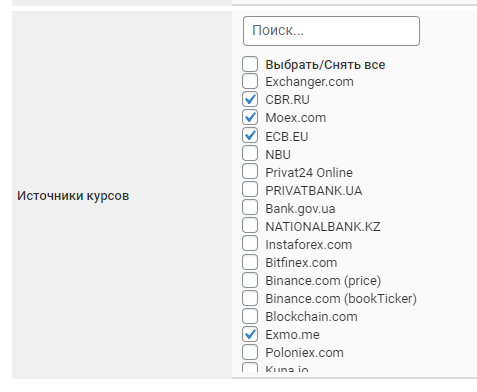 Поиск...
Выбрать/Снять все
Exchanger.com
CBR.RU
Moex.com
ECB.EU
NBU
Privat24 Online
Источники курсов
PRIVATBANK.UA
Bank.gov.ua
NATIONALBANK.KZ
Instaforex.com
Bitfinex.com
Binance.com (price)
Binance.com (bookTicker)
Blockchain.com
Exmo.me
Poloniex.com
Kuna.io